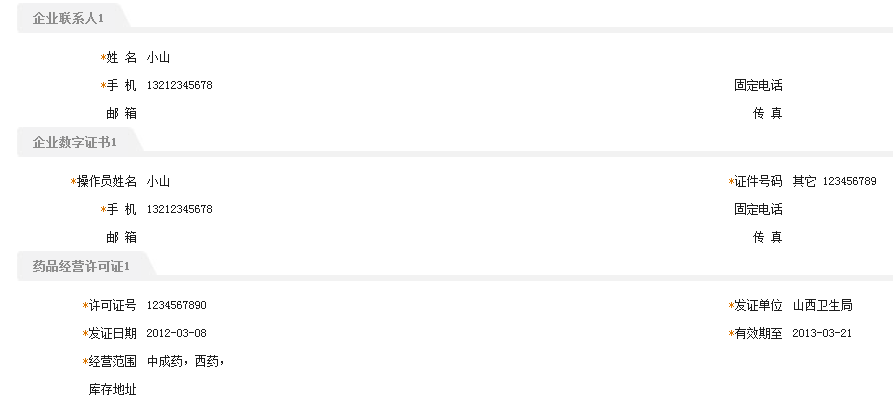 企业联系人1
*姓 名 小山
*手 机 13212345678 固定电话
邮 箱 传 真
企业数字证书1
*操作员姓名 小山 *证件号码 其它 123456789
*手 机 13212345678 固定电话
邮 箱 传 真
药品经营许可证1
*许可证号 1234567890 *发证单位 山西卫生局
*发证日期 2012-03-08 *有效期至 2013-03-21
*经营范围 中成药，西药，
库存地址